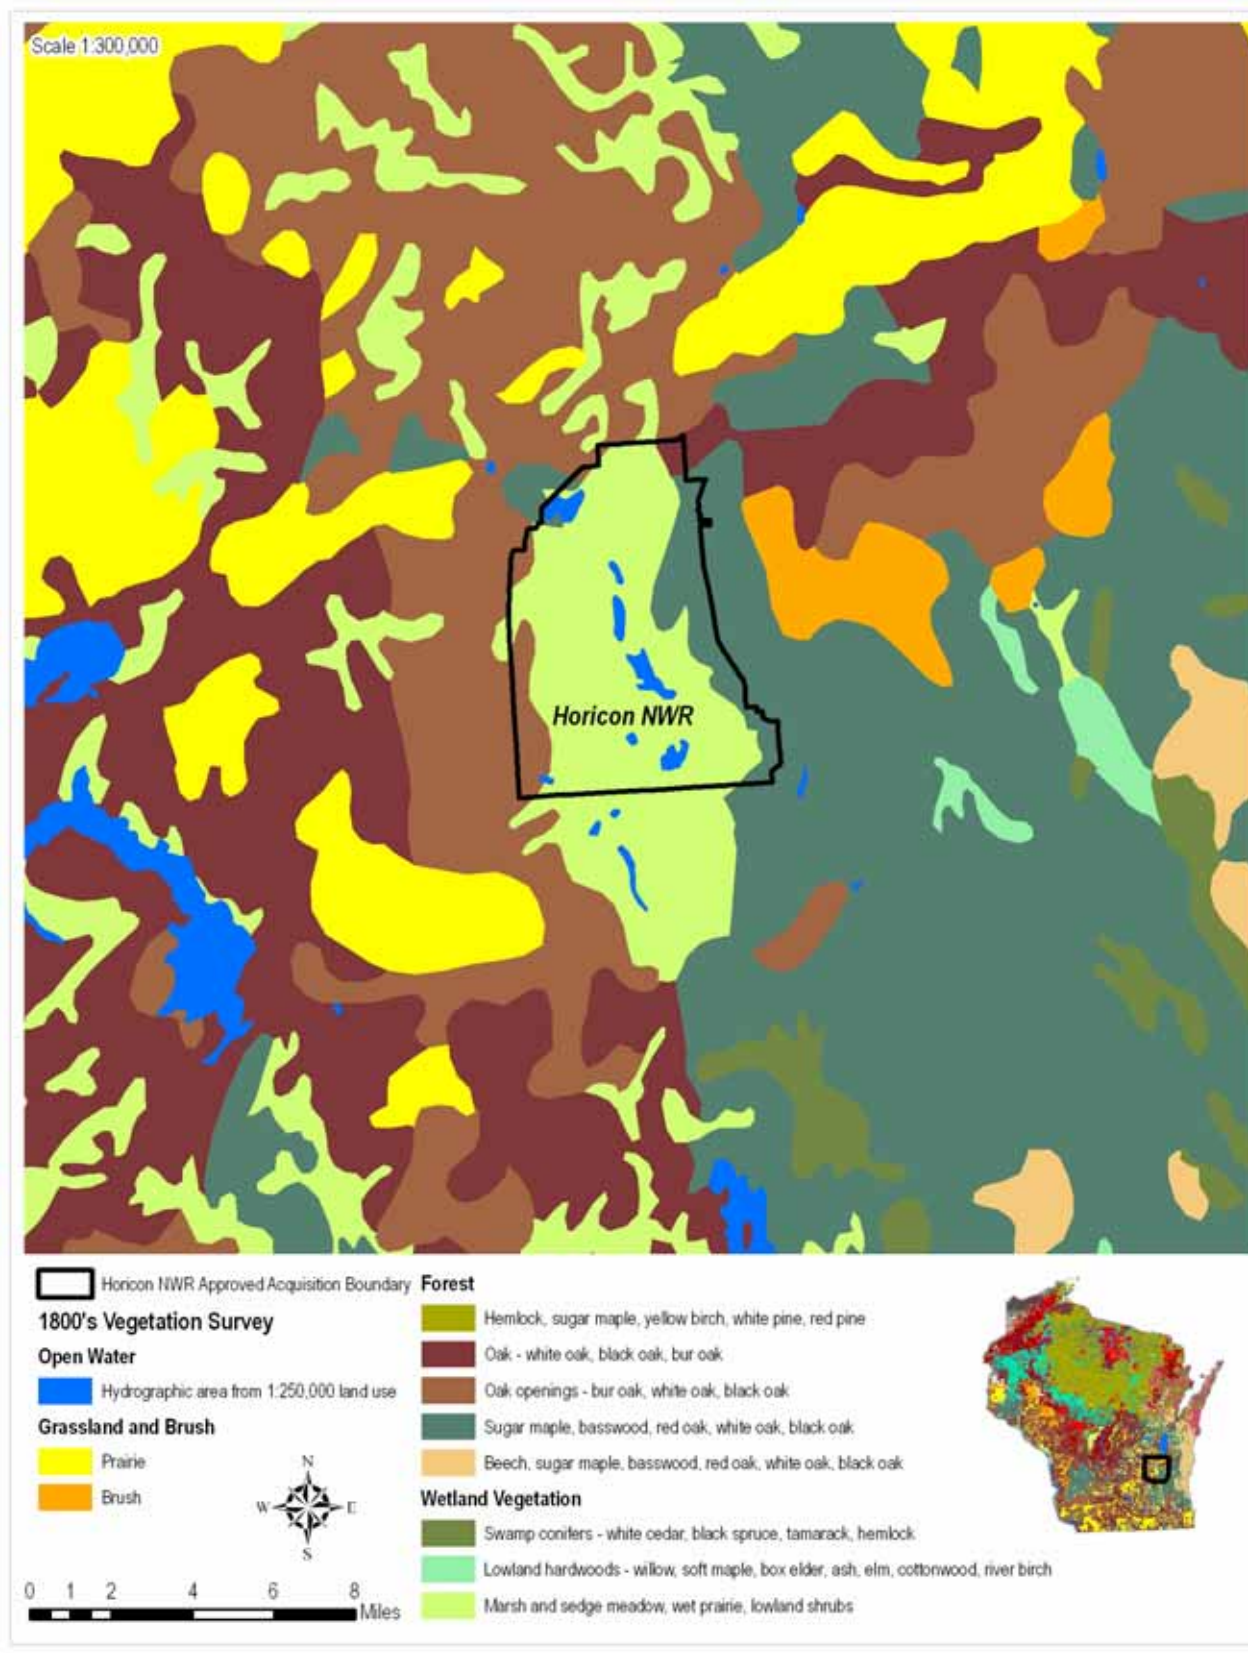 Scale 1:300,000
Horicon NWR
Horicon NWR Approved Acquisition Boundary
1800's Vegetation Survey
Open Water
Hydrographic area from 1:250,000 land use
Grassland and Brush
Prairie
Brush
N
W E
S
0 1 2 4 6 8
Miles
Forest
Hemlock, sugar maple, yellow birch, white pine, red pine
Oak - white oak, black oak, bur oak
Oak openings - bur oak, white oak, black oak
Sugar maple, basswood, red oak, white oak, black oak
Beech, sugar maple, basswood, red oak, white oak, black oak
Wetland Vegetation
Swamp conifers - white cedar, black spruce, tamarack, hemlock
Lowland hardwoods - willow, soft maple, box elder, ash, elm, cottonwood, river birch
Marsh and sedge meadow, wet prairie, lowland shrubs